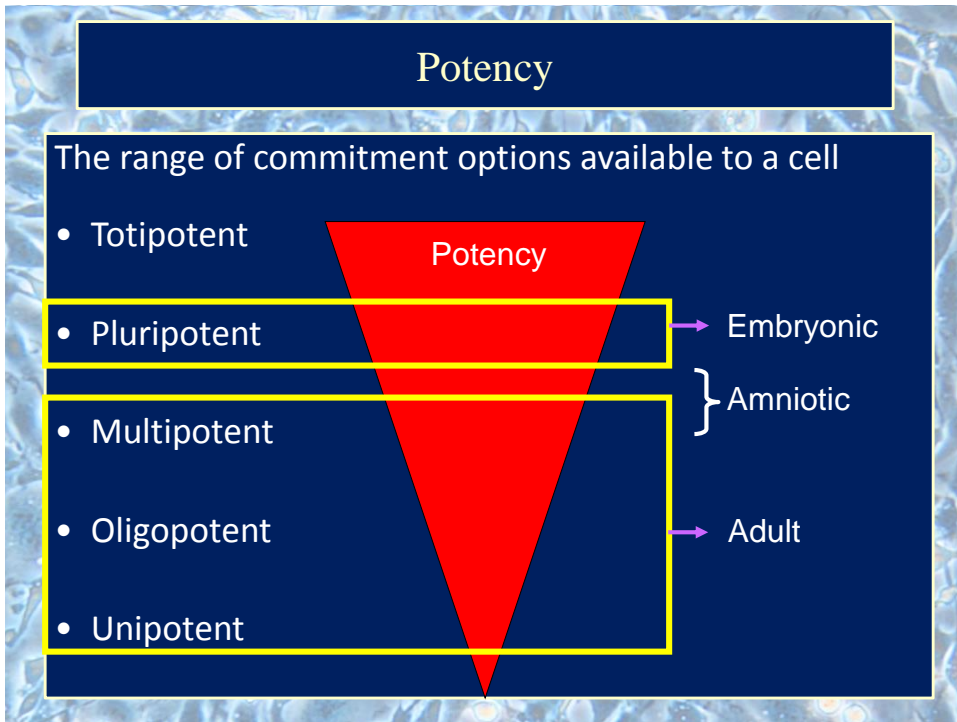 Potency
The range of commitment options available to a cell
• Totipotent
Potency
• Pluripotent
Embryonic
Amniotic
• Multipotent
• Oligopotent
Adult
• Unipotent